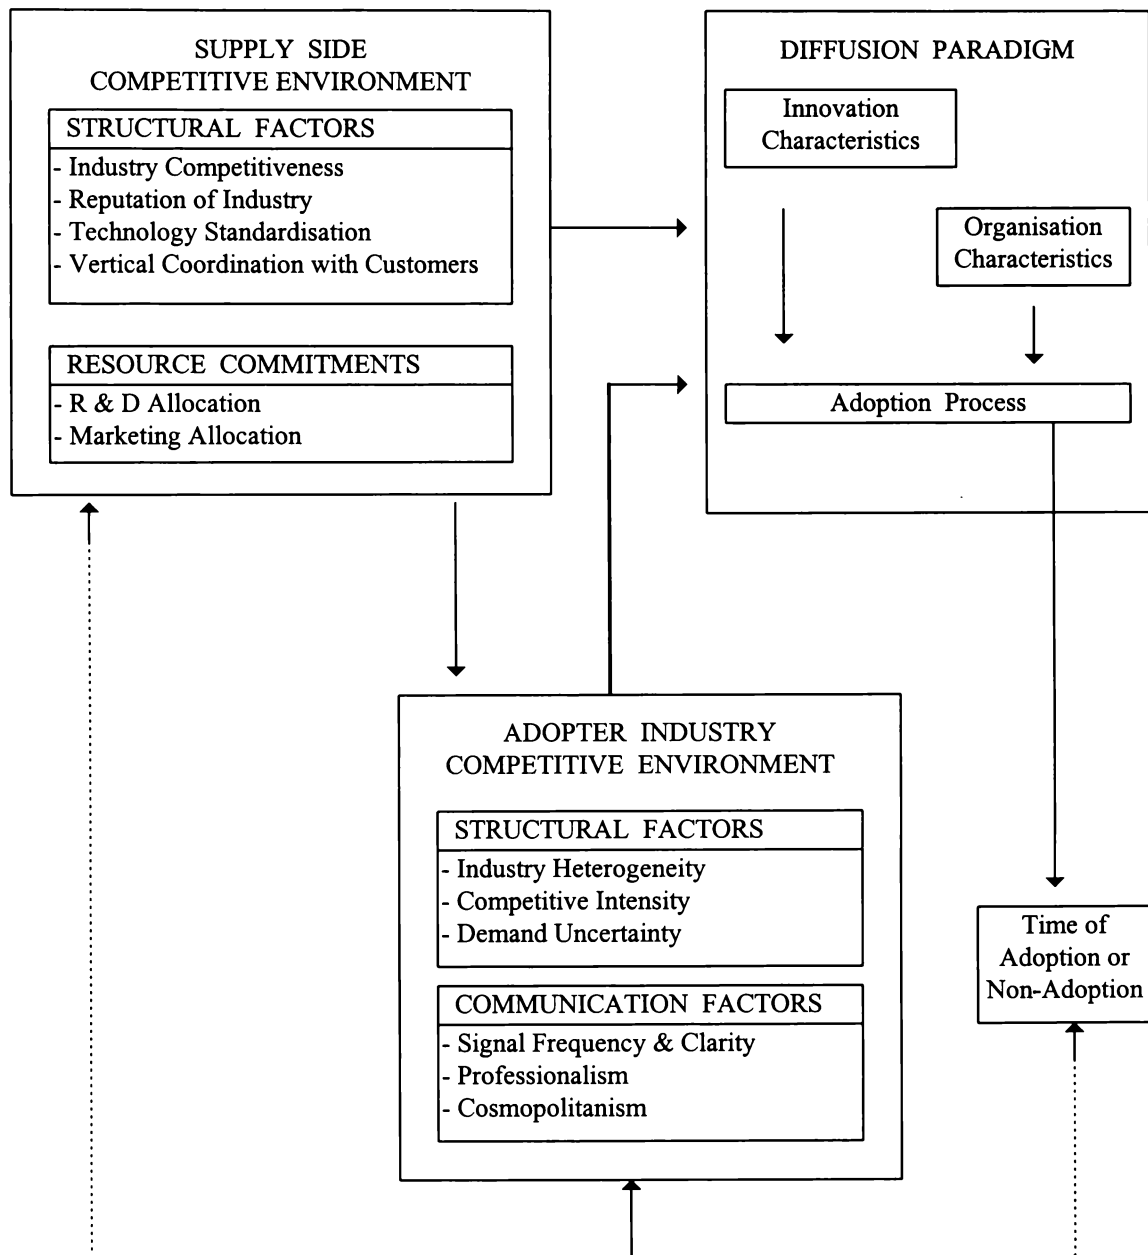 SUPPLY SIDE
COMPETITIVE ENVIRONMENT
STRUCTURAL FACTORS
- Industry Competitiveness
- Reputation of Industry
- Technology Standardisation
- Vertical Coordination with Customers
RESOURCE COMMITMENTS
- R & D Allocation
- Marketing Allocation
DIFFUSION PARADIGM
Innovation
Characteristics
Organisation
Characteristics
Adoption Process
ADOPTER INDUSTRY
COMPETITIVE ENVIRONMENT
STRUCTURAL FACTORS
- Industry Heterogeneity
- Competitive Intensity
- Demand Uncertainty
COMMUNICATION FACTORS
- Signal Frequency & Clarity
- Professionalism
- Cosmopolitanism
Time of
Adoption or
Non-Adoption